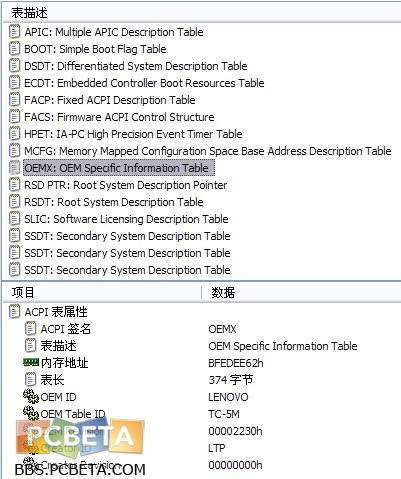 表描述
APIC: Multiple APIC Description Table
BOOT: Simple Boot Flag Table
DSDT: Differentiated System Description Table
ECDT: Embedded Controller Boot Resources Table
FACP: Fixed ACPI Description Table
FACS: Firmware ACPI Control Structure
HPET: IA-PC High Precision Event Timer Table
MCFG: Memory Mapped Configuration Space Base Address Description Table
OEMX: OEM Specific Information Table
RSD PTR: Root System Description Pointer
RSDT: Root System Description Table
SLIC: Software Licensing Description Table
SSDT: Secondary System Description Table
SSDT: Secondary System Description Table
SSDT: Secondary System Description Table
项目 数据
ACPI 表属性
ACPI 签名 OEMX
表描述 OEM Specific Information Table
内存地址 BFEDEE62h
表长 374 字节
OEM ID LENOVO
OEM Table ID TC-5M
00002230h
PCBETA
Creator ID LTP
Creator Revision 00000000h
BBS.PCBETA.COM